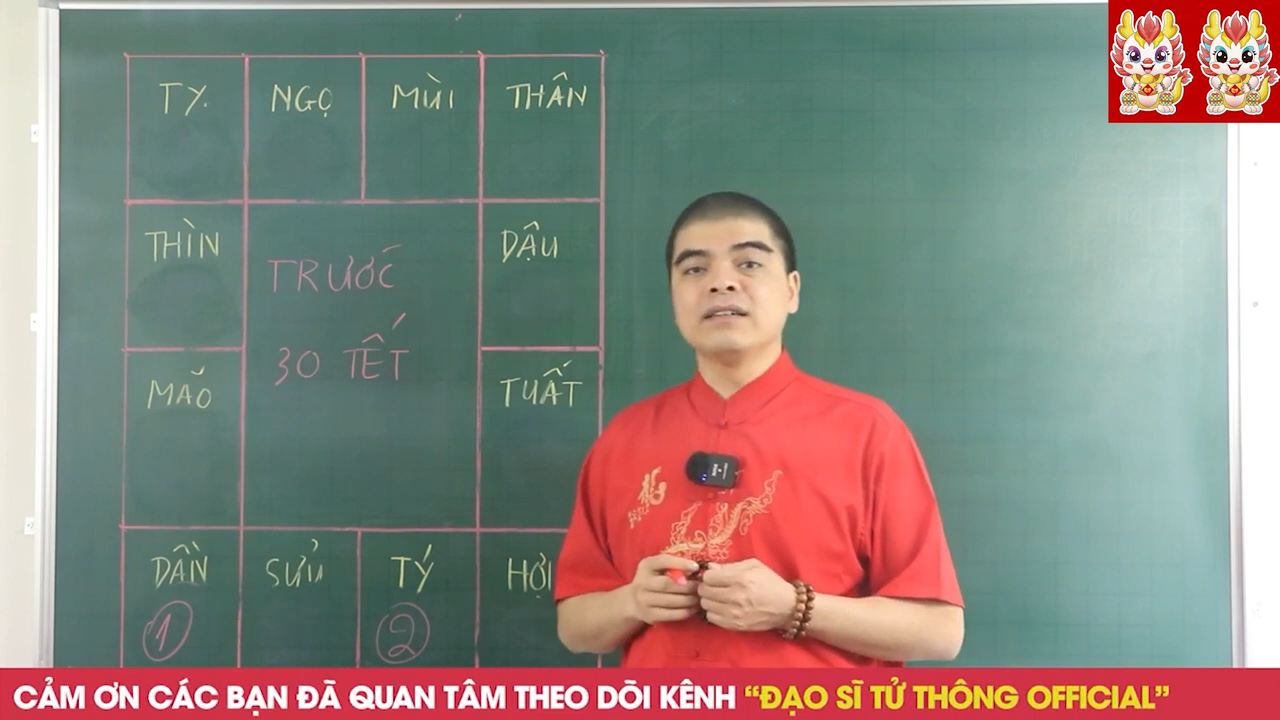 TY.
NGỌ
MÙI
THÂN
THÌN
DẬU
TRƯỚC
30 TẾT
MÃO
TUẤT
DẦN
SỬU
TÝ
HỢI
1
2
CẢM ƠN CÁC BẠN ĐÃ QUAN TÂM THEO DÕI KÊNH “ĐẠO SĨ TỬ THÔNG OFFICIAL”